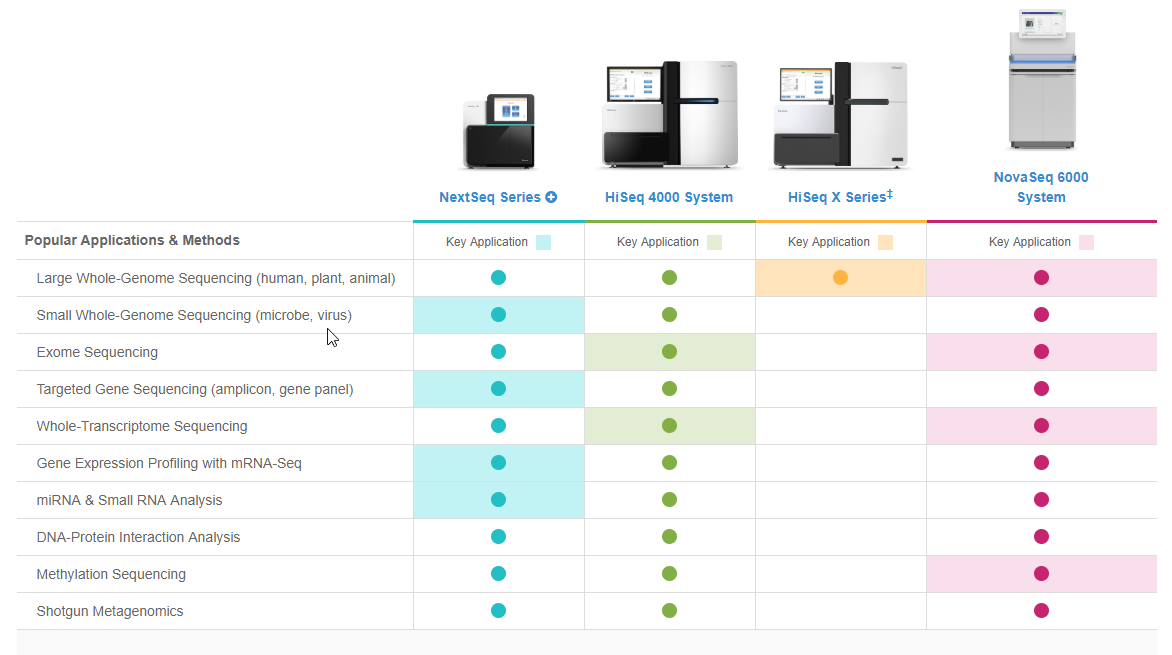 NextSeq Series
HiSeq 4000 System
HiSeq X Series‡
NovaSeq 6000
System
Popular Applications & Methods
Key Application
Key Application
Key Application
Key Application
Large Whole-Genome Sequencing (human, plant, animal)
Small Whole-Genome Sequencing (microbe, virus)
Exome Sequencing
Targeted Gene Sequencing (amplicon, gene panel)
Whole-Transcriptome Sequencing
Gene Expression Profiling with mRNA-Seq
miRNA & Small RNA Analysis
DNA-Protein Interaction Analysis
Methylation Sequencing
Shotgun Metagenomics